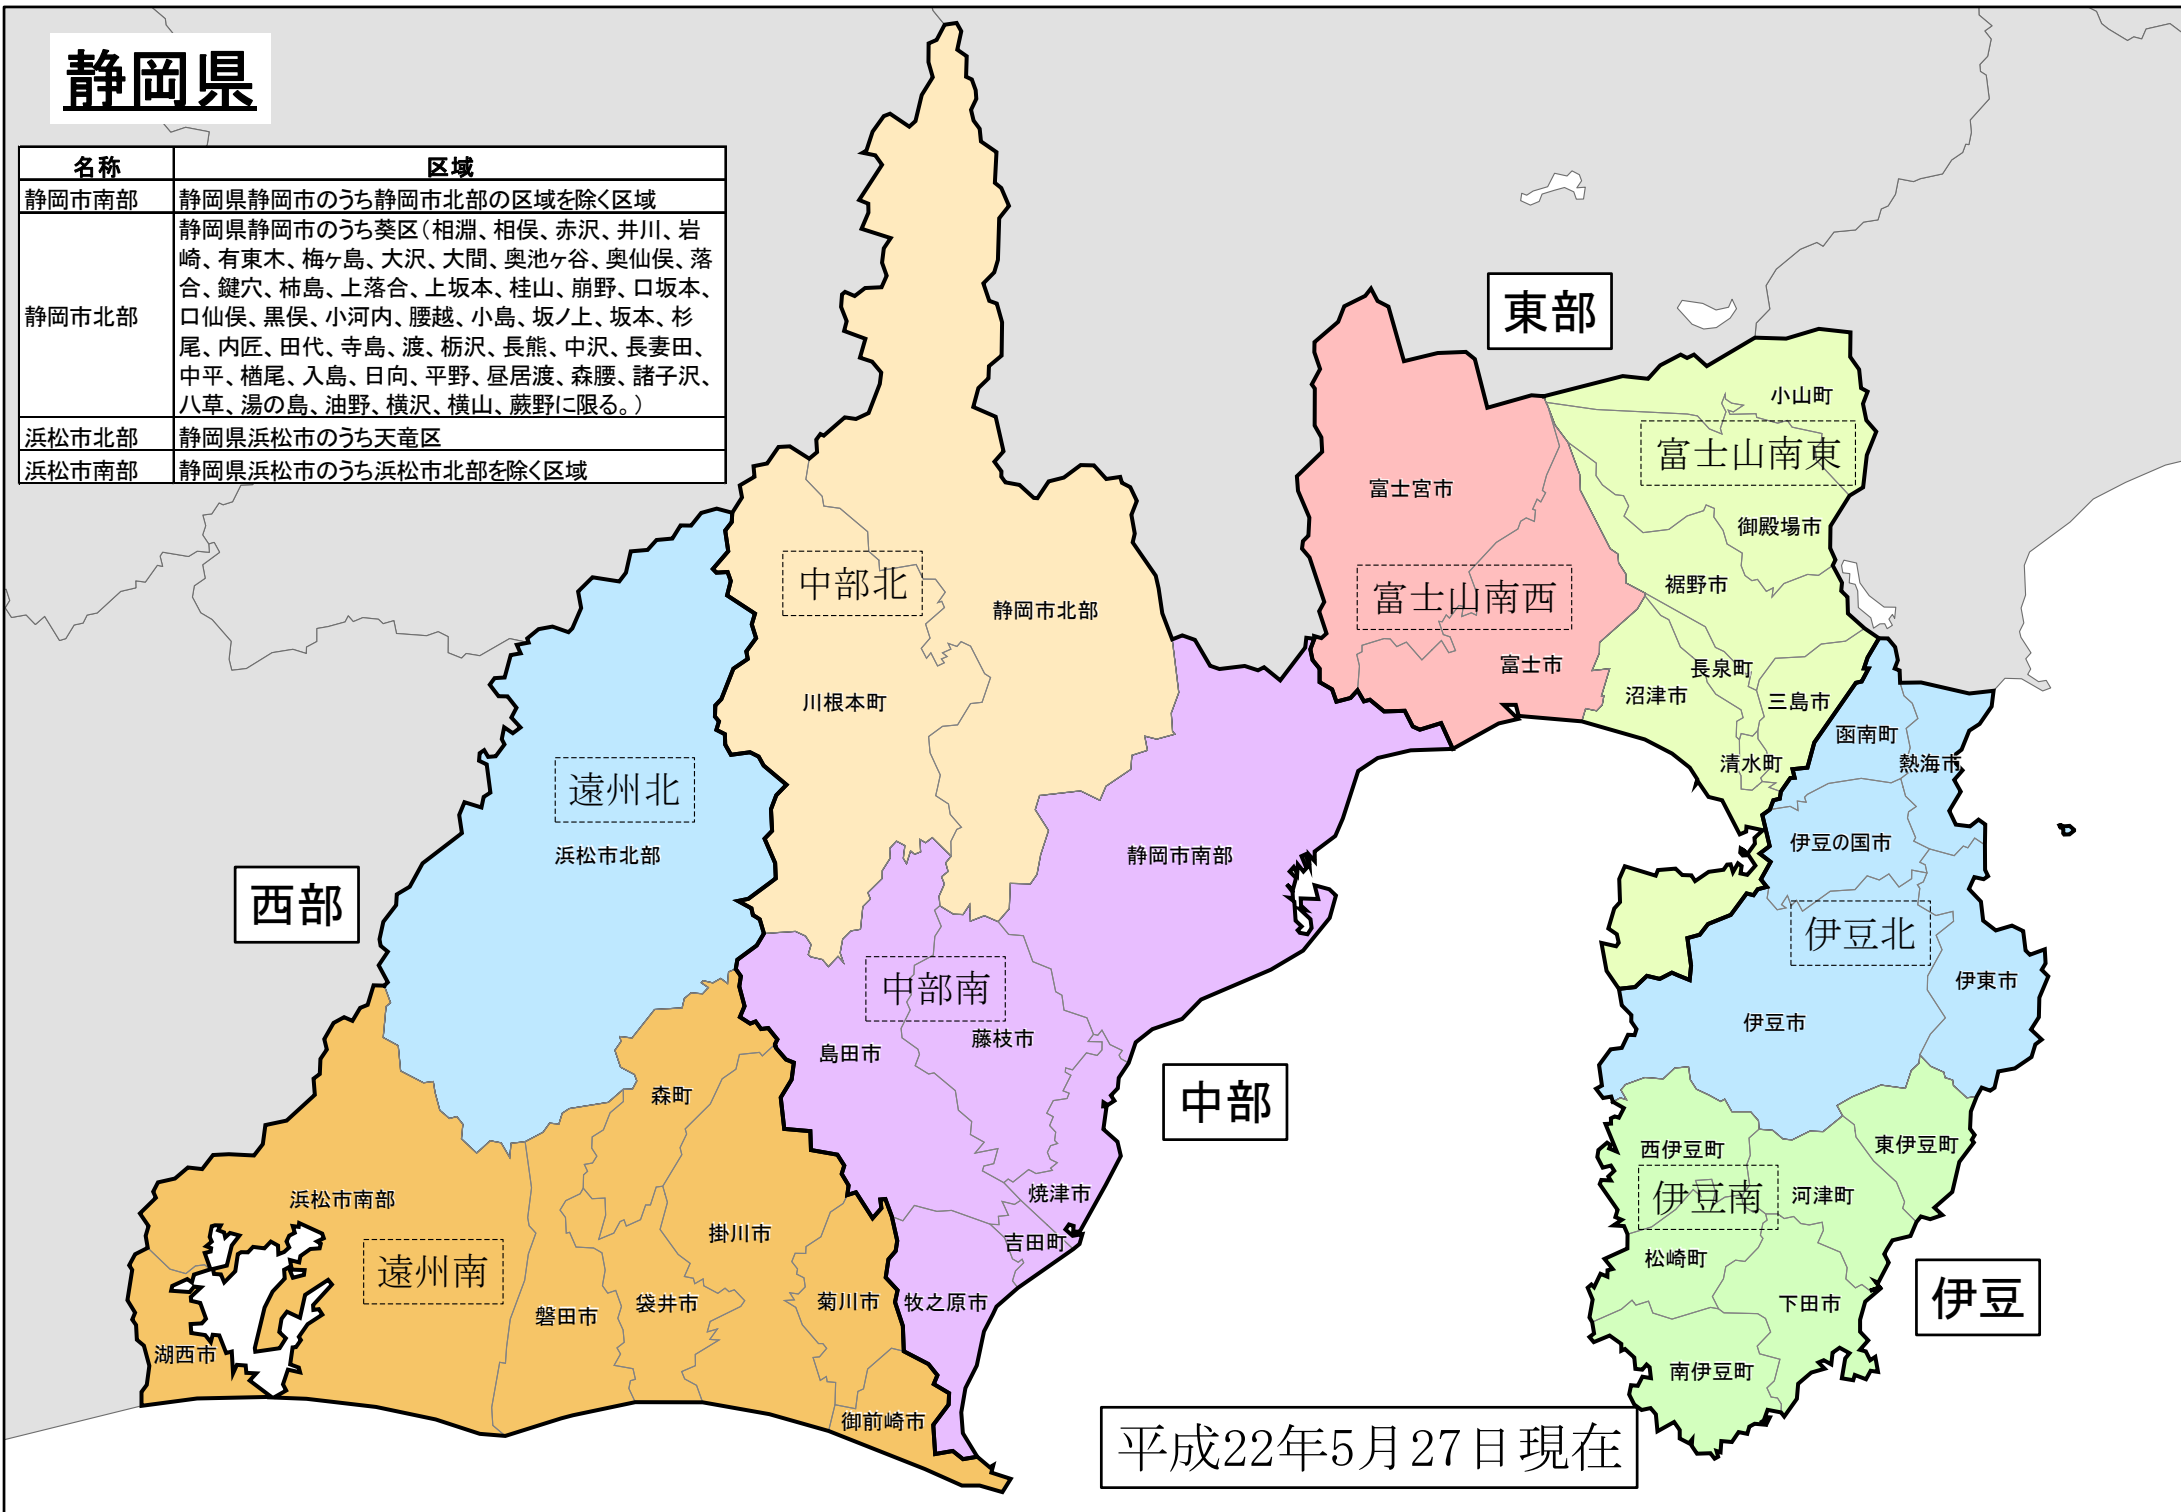 静岡県
名称 区域
静岡市南部 静岡県静岡市のうち静岡市北部の区域を除く区域
静岡市北部 静岡県静岡市のうち葵区（相淵、相俣、赤沢、井川、岩
崎、有東木、梅ヶ島、大沢、大間、奥池ヶ谷、奥仙俣、落
合、鍵穴、柿島、上落合、上坂本、桂山、崩野、口坂本、
口仙俣、黒俣、小河内、腰越、小島、坂ノ上、坂本、杉
尾、内匠、田代、寺島、渡、栃沢、長熊、中沢、長妻田、
中平、楢尾、入島、日向、平野、昼居渡、森腰、諸子沢、
八草、湯の島、油野、横沢、横山、蕨野に限る。）
浜松市北部 静岡県浜松市のうち天竜区
浜松市南部 静岡県浜松市のうち浜松市北部を除く区域
東部
小山町
富士山南東
富士宮市
御殿場市
裾野市
富士山南西
富士市
長泉町
沼津市
三島市
清水町
中部北
静岡市北部
川根本町
函南町
熱海市
遠州北
浜松市北部
西部
静岡市南部
伊豆の国市
伊豆北
伊東市
伊豆市
中部南
藤枝市
島田市
中部
森町
焼津市
吉田町
牧之原市
西伊豆町
東伊豆町
伊豆南
河津町
松崎町
下田市
伊豆
南伊豆町
浜松市南部
遠州南
掛川市
磐田市
袋井市
菊川市
湖西市
御前崎市
平成22年5月27日現在